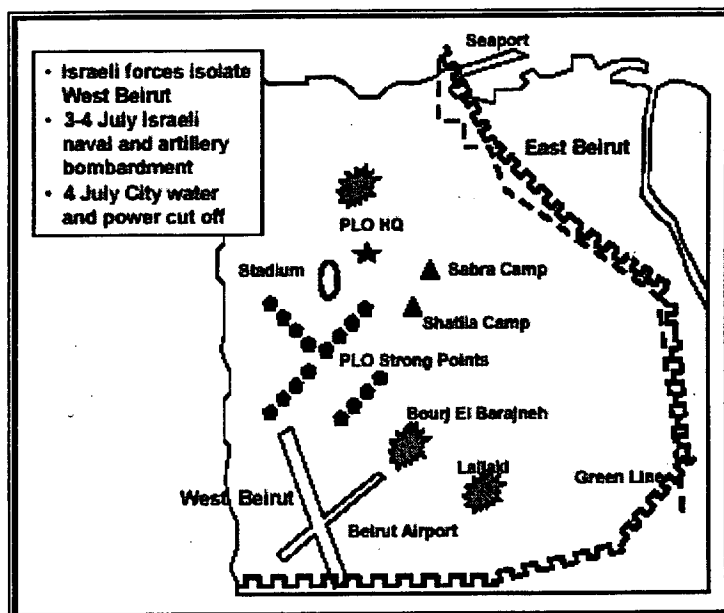 Seaport
• Israeli forces isolate
West Beirut
• 3-4 July Israeli
naval and artillery
bombardment
• 4 July City water
and power cut off
East Beirut
PLO HQ
Stadium
Sabra Camp
Shatila Camp
PLO Strong Points
Bourj El Barajneh
Lailaki
Green Line
West Beirut
Beirut Airport